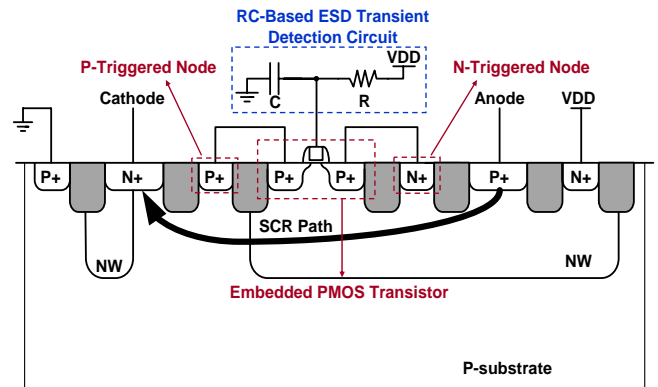 RC-Based ESD Transient
Detection Circuit
VDD
P-Triggered Node
N-Triggered Node
C
R
Cathode
Anode
VDD
P+
N+
P+
P+
P+
N+
P+
N+
SCR Path
NW
NW
Embedded PMOS Transistor
P-substrate